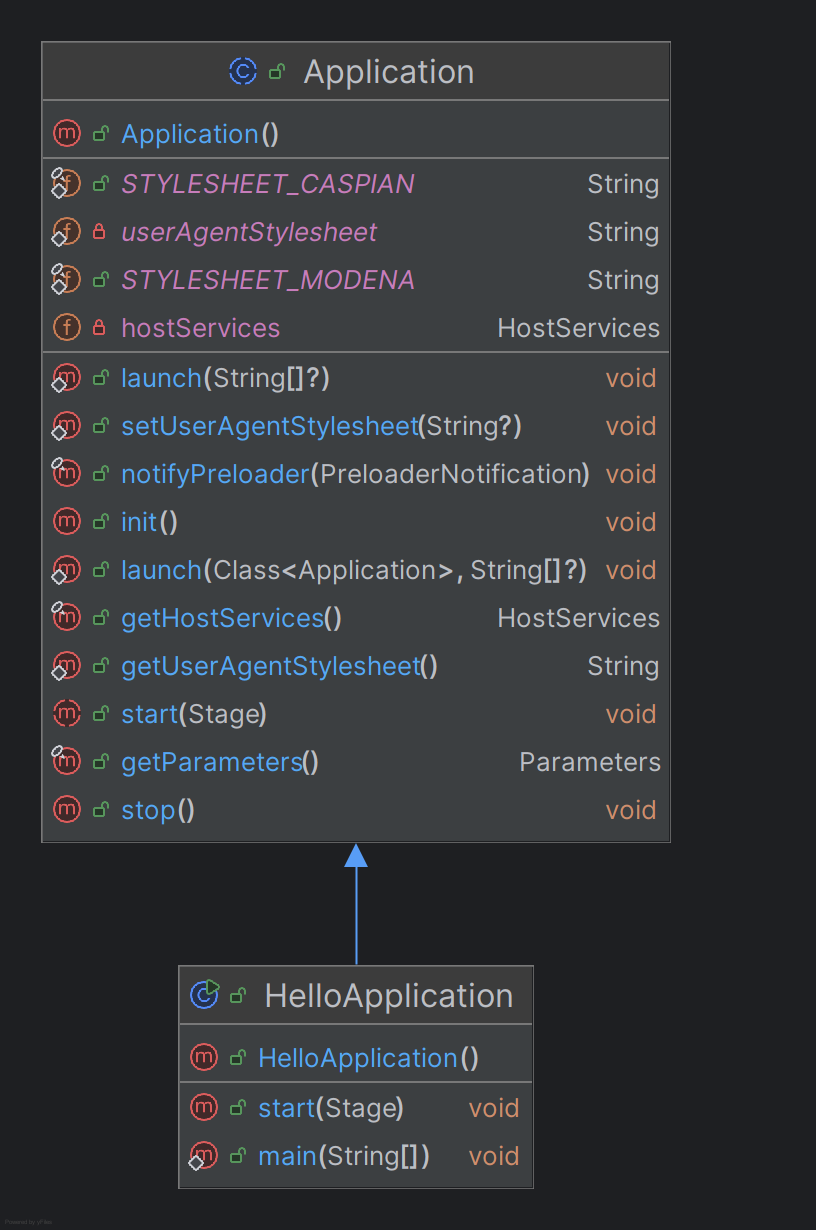 Application
Application()
STYLESHEET_CASPIAN String
userAgentStylesheet String
STYLESHEET_MODENA String
hostServices HostServices
launch(String[]?) void
setUserAgentStylesheet(String?) void
notifyPreloader(PreloaderNotification) void
init() void
launch(Class<Application>, String[]?) void
getHostServices() HostServices
getUserAgentStylesheet() String
start(Stage) void
getParameters() Parameters
stop() void
HelloApplication
HelloApplication()
start(Stage) void
main(String[]) void
Powered by yFiles